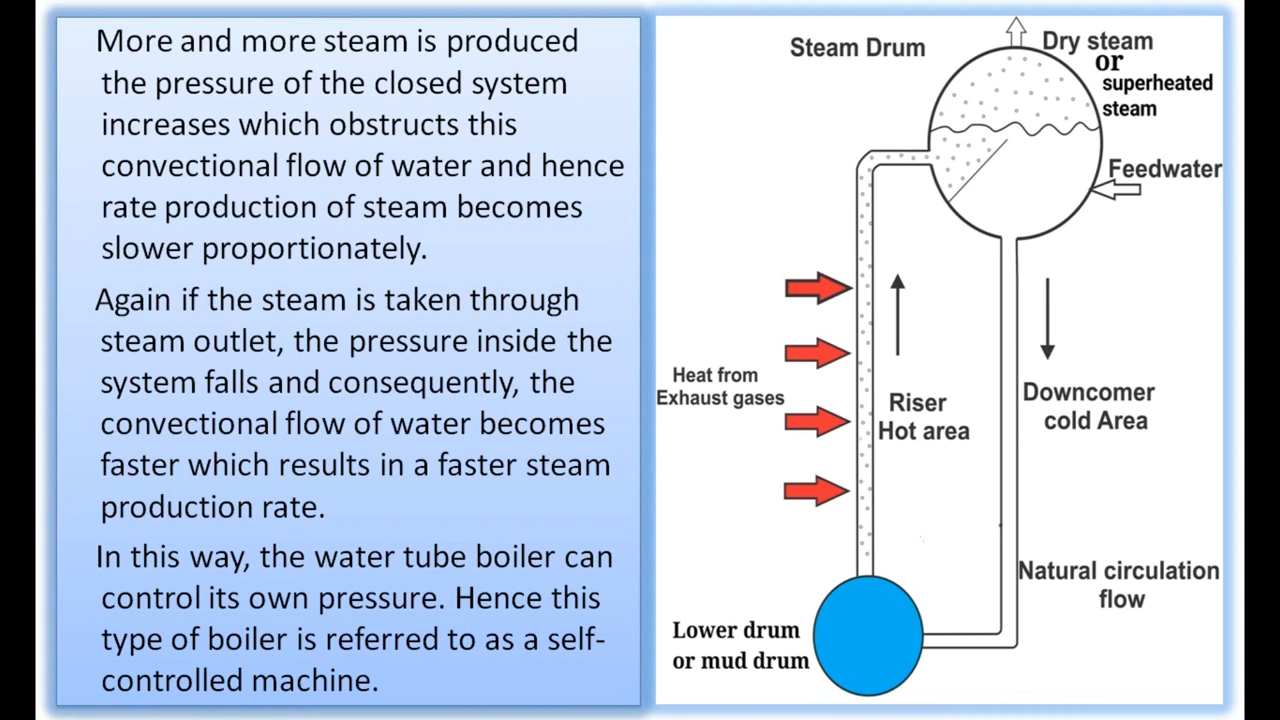 More and more steam is produced
the pressure of the closed system
increases which obstructs this
convectional flow of water and hence
rate production of steam becomes
slower proportionately.
Again if the steam is taken through
steam outlet, the pressure inside the
system falls and consequently, the
convectional flow of water becomes
faster which results in a faster steam
production rate.
In this way, the water tube boiler can
control its own pressure. Hence this
type of boiler is referred to as a self-
controlled machine.
Steam Drum
Dry steam
or
superheated
steam
Feedwater
Heat from
Exhaust gases
Riser
Hot area
Downcomer
cold Area
Natural circulation
flow
Lower drum
or mud drum